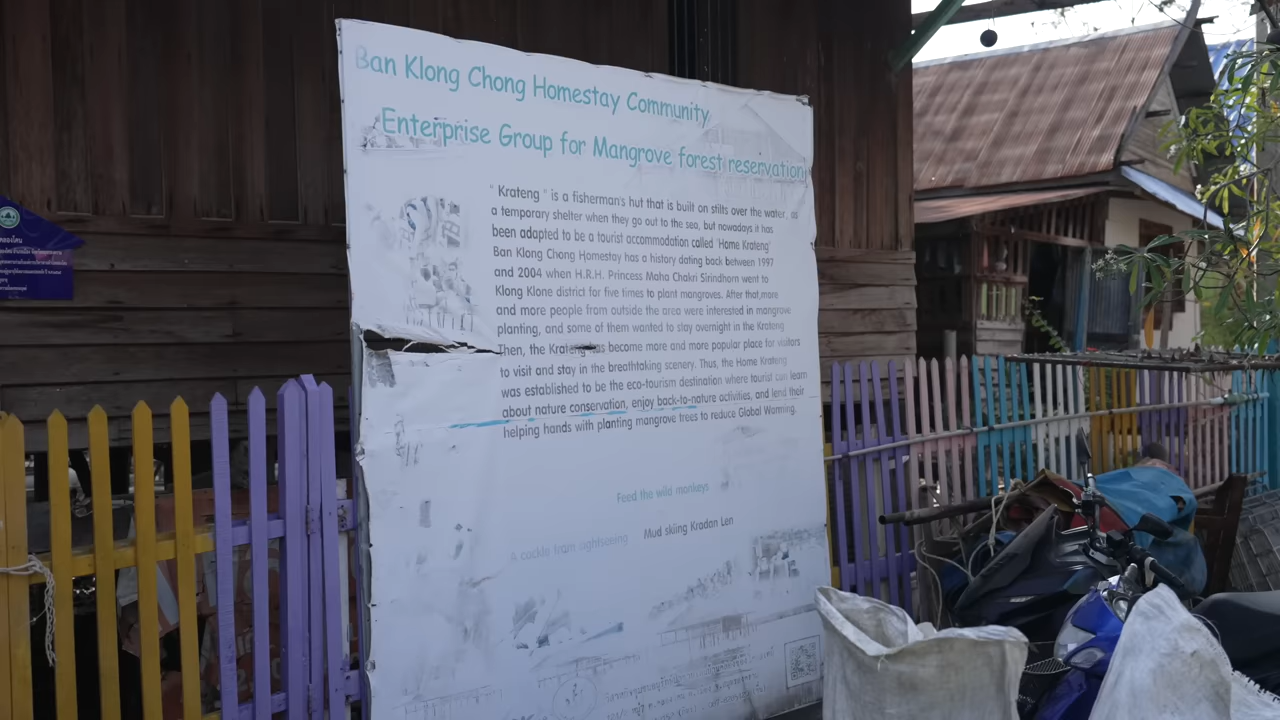 Ban Klong Chong Homestay Community
Enterprise Group for Mangrove forest reservation
" Krateng " is a fisherman's hut that is built on stilts over the water, as
a temporary shelter when they go out to the sea, but nowadays it has
been adapted to be a tourist accommodation called 'Home Krateng'
Ban Klong Chong Homestay has a history dating back between 1997
and 2004 when H.R.H. Princess Maha Chakri Sirindhorn went to
Klong Klone district for five times to plant mangroves. After that,more
and more people from outside the area were interested in mangrove
planting, and some of them wanted to stay overnight in the Krateng
Then, the Krateng has become more and more popular place for visitors
to visit and stay in the breathtaking scenery. Thus, the Home Krateng
was established to be the eco-tourism destination where tourist can learn
about nature conservation, enjoy back-to-nature activities, and lend their
helping hands with planting mangrove trees to reduce Global Warming.
Feed the wild monkeys
Mud skiing Kradan Len
A cockle farm sightseeing